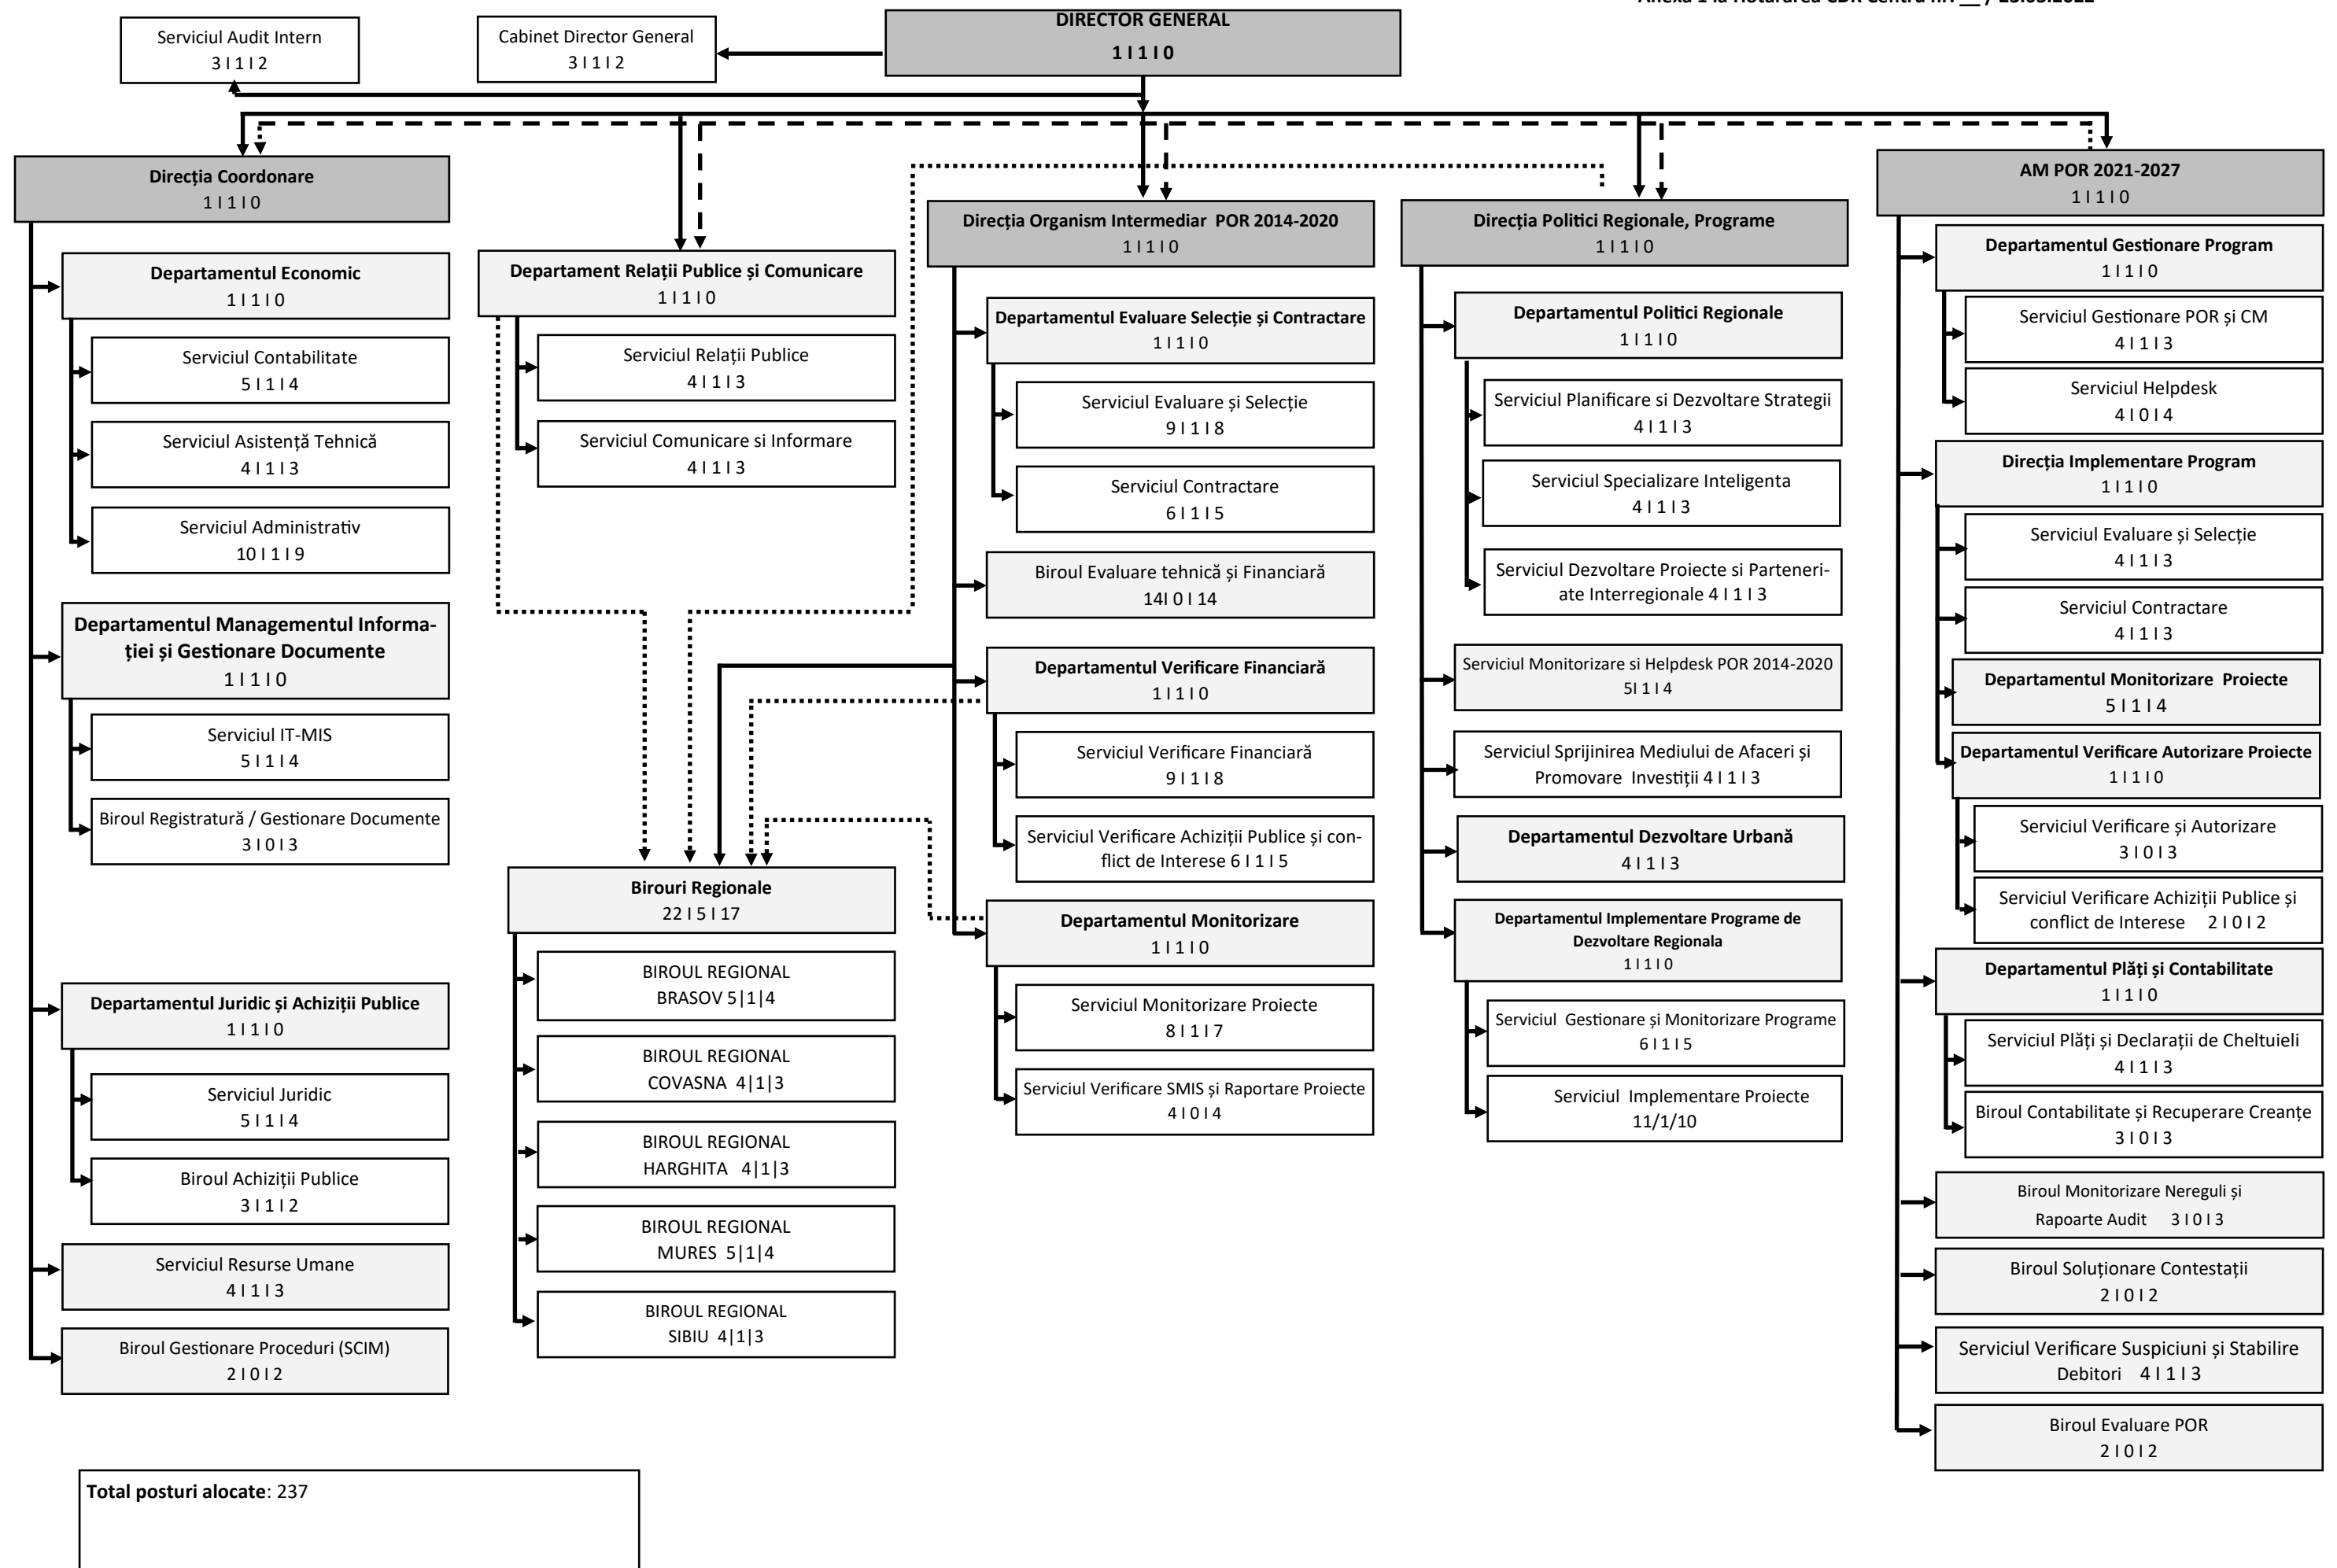 Anexa 1 la Hotărârea CDR Centru nr. __ / 25.03.2022
DIRECTOR GENERAL
1 I 1 I 0
Serviciul Audit Intern
3 I 1 I 2
Cabinet Director General
3 I 1 I 2
Direcția Coordonare
1 I 1 I 0
Departamentul Economic
1 I 1 I 0
Serviciul Contabilitate
5 I 1 I 4
Serviciul Asistență Tehnică
4 I 1 I 3
Serviciul Administrativ
10 I 1 I 9
Departamentul Managementul Informa-
ției și Gestionare Documente
1 I 1 I 0
Serviciul IT-MIS
5 I 1 I 4
Biroul Registratură / Gestionare Documente
3 I 0 I 3
Departamentul Juridic și Achiziții Publice
1 I 1 I 0
Serviciul Juridic
5 I 1 I 4
Biroul Achiziții Publice
3 I 1 I 2
Serviciul Resurse Umane
4 I 1 I 3
Biroul Gestionare Proceduri (SCIM)
2 I 0 I 2
Departament Relații Publice și Comunicare
1 I 1 I 0
Serviciul Relații Publice
4 I 1 I 3
Serviciul Comunicare si Informare
4 I 1 I 3
Birouri Regionale
22 I 5 I 17
BIROUL REGIONAL
BRASOV 5|1|4
BIROUL REGIONAL
COVASNA 4|1|3
BIROUL REGIONAL
HARGHITA 4|1|3
BIROUL REGIONAL
MURES 5|1|4
BIROUL REGIONAL
SIBIU 4|1|3
Direcția Organism Intermediar POR 2014-2020
1 I 1 I 0
Departamentul Evaluare Selecție și Contractare
1 I 1 I 0
Serviciul Evaluare și Selecție
9 I 1 I 8
Serviciul Contractare
6 I 1 I 5
Biroul Evaluare tehnică și Financiară
14I 0 I 14
Departamentul Verificare Financiară
1 I 1 I 0
Serviciul Verificare Financiară
9 I 1 I 8
Serviciul Verificare Achiziții Publice și con-
flict de Interese 6 I 1 I 5
Departamentul Monitorizare
1 I 1 I 0
Serviciul Monitorizare Proiecte
8 I 1 I 7
Serviciul Verificare SMIS și Raportare Proiecte
4 I 0 I 4
Direcția Politici Regionale, Programe
1 I 1 I 0
Departamentul Politici Regionale
1 I 1 I 0
Serviciul Planificare si Dezvoltare Strategii
4 I 1 I 3
Serviciul Specializare Inteligenta
4 I 1 I 3
Serviciul Dezvoltare Proiecte si Parteneri-
ate Interregionale 4 I 1 I 3
Serviciul Monitorizare si Helpdesk POR 2014-2020
5I 1 I 4
Serviciul Sprijinirea Mediului de Afaceri și
Promovare Investiții 4 I 1 I 3
Departamentul Dezvoltare Urbană
4 I 1 I 3
Departamentul Implementare Programe de
Dezvoltare Regionala
1 I 1 I 0
Serviciul Gestionare și Monitorizare Programe
6 I 1 I 5
Serviciul Implementare Proiecte
11/1/10
AM POR 2021-2027
1 I 1 I 0
Departamentul Gestionare Program
1 I 1 I 0
Serviciul Gestionare POR și CM
4 I 1 I 3
Serviciul Helpdesk
4 I 0 I 4
Direcția Implementare Program
1 I 1 I 0
Serviciul Evaluare și Selecție
4 I 1 I 3
Serviciul Contractare
4 I 1 I 3
Departamentul Monitorizare Proiecte
5 I 1 I 4
Departamentul Verificare Autorizare Proiecte
1 I 1 I 0
Serviciul Verificare și Autorizare
3 I 0 I 3
Serviciul Verificare Achiziții Publice și
conflict de Interese 2 I 0 I 2
Departamentul Plăți și Contabilitate
1 I 1 I 0
Serviciul Plăți și Declarații de Cheltuieli
4 I 1 I 3
Biroul Contabilitate și Recuperare Creanțe
3 I 0 I 3
Biroul Monitorizare Nereguli și
Rapoarte Audit 3 I 0 I 3
Biroul Soluționare Contestații
2 I 0 I 2
Serviciul Verificare Suspiciuni și Stabilire
Debitori 4 I 1 I 3
Biroul Evaluare POR
2 I 0 I 2
Total posturi alocate: 237